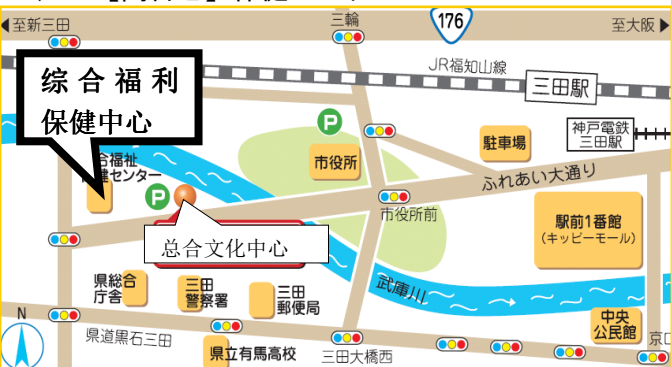 至新三田
三輪
176
至大阪
JR福知山線
三田駅
综合福利
保健中心
神戸電鉄
三田駅
P
市役所
駐車場
合福祉
健センター
P
ふれあい大通り
市役所前
駅前1番館
(キッピーモール)
总合文化中心
武庫川
県総合
庁舎
三田
警察署
三田
郵便局
中央
公民館
N
県道黒石三田
県立有馬高校
三田大橋西
京口